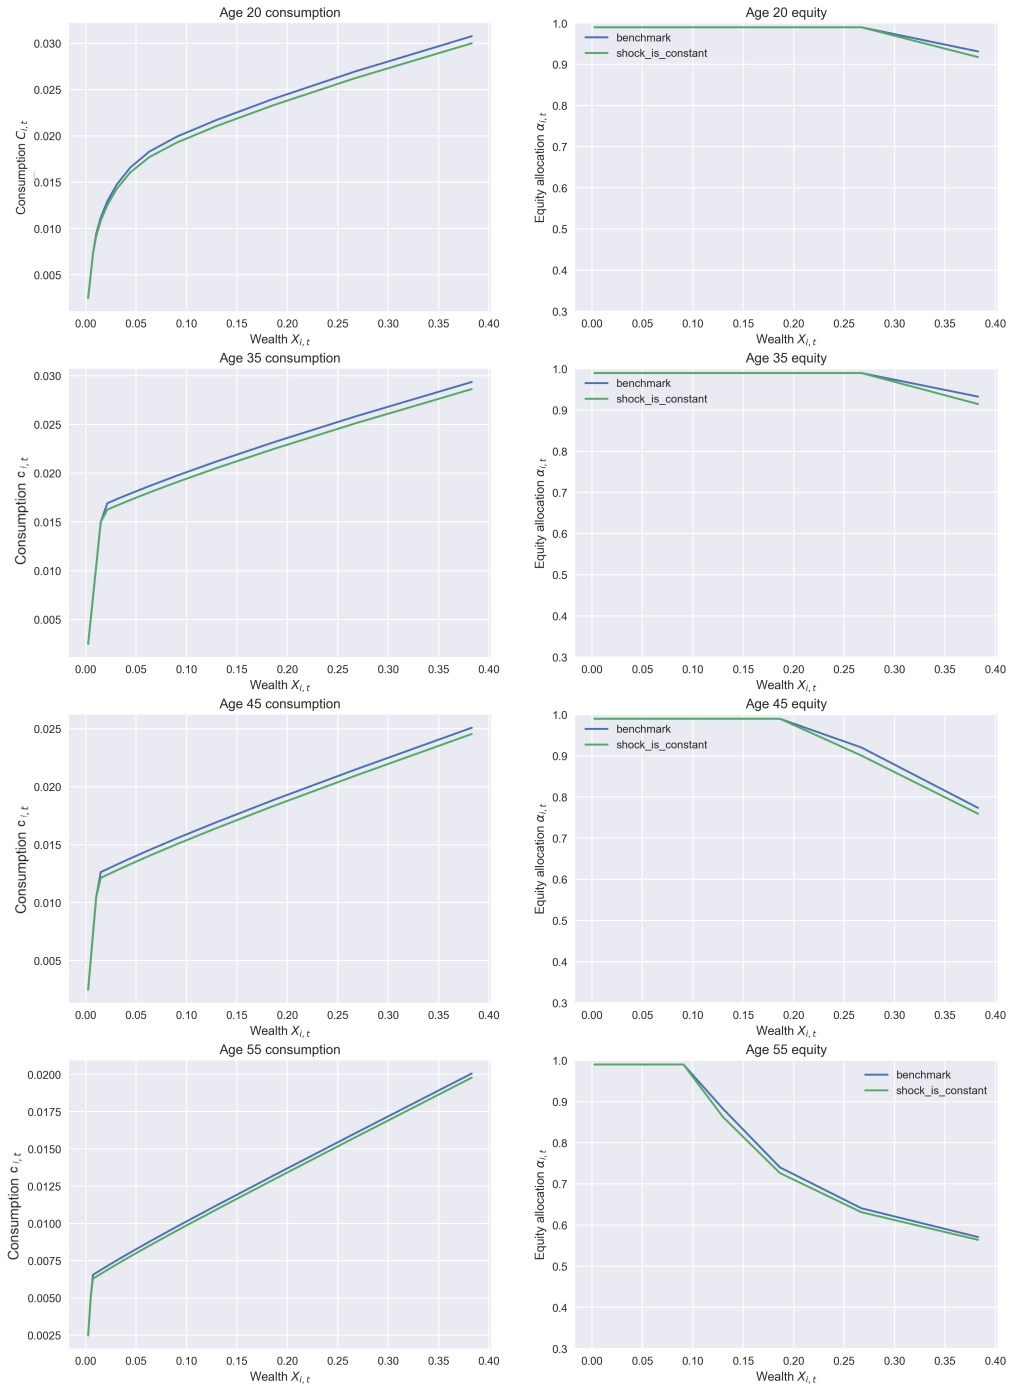 Age 20 consumption
Consumption C i, t
0.030
0.025
0.020
0.015
0.010
0.005
0.00 0.05 0.10 0.15 0.20 0.25 0.30 0.35 0.40
Wealth X i, t
Age 20 equity
Equity allocation α i, t
1.0
0.9
0.8
0.7
0.6
0.5
0.4
0.3
benchmark
shock_is_constant
0.00 0.05 0.10 0.15 0.20 0.25 0.30 0.35 0.40
Wealth X i, t
Age 35 consumption
Consumption c i, t
0.030
0.025
0.020
0.015
0.010
0.005
0.00 0.05 0.10 0.15 0.20 0.25 0.30 0.35 0.40
Wealth X i, t
Age 35 equity
Equity allocation α i, t
1.0
0.9
0.8
0.7
0.6
0.5
0.4
0.3
benchmark
shock_is_constant
0.00 0.05 0.10 0.15 0.20 0.25 0.30 0.35 0.40
Wealth X i, t
Age 45 consumption
Consumption c i, t
0.025
0.020
0.015
0.010
0.005
0.00 0.05 0.10 0.15 0.20 0.25 0.30 0.35 0.40
Wealth X i, t
Age 45 equity
Equity allocation α i, t
1.0
0.9
0.8
0.7
0.6
0.5
0.4
0.3
benchmark
shock_is_constant
0.00 0.05 0.10 0.15 0.20 0.25 0.30 0.35 0.40
Wealth X i, t
Age 55 consumption
Consumption c i, t
0.0200
0.0175
0.0150
0.0125
0.0100
0.0075
0.0050
0.0025
0.00 0.05 0.10 0.15 0.20 0.25 0.30 0.35 0.40
Wealth X i, t
Age 55 equity
Equity allocation α i, t
1.0
0.9
0.8
0.7
0.6
0.5
0.4
0.3
benchmark
shock_is_constant
0.00 0.05 0.10 0.15 0.20 0.25 0.30 0.35 0.40
Wealth X i, t